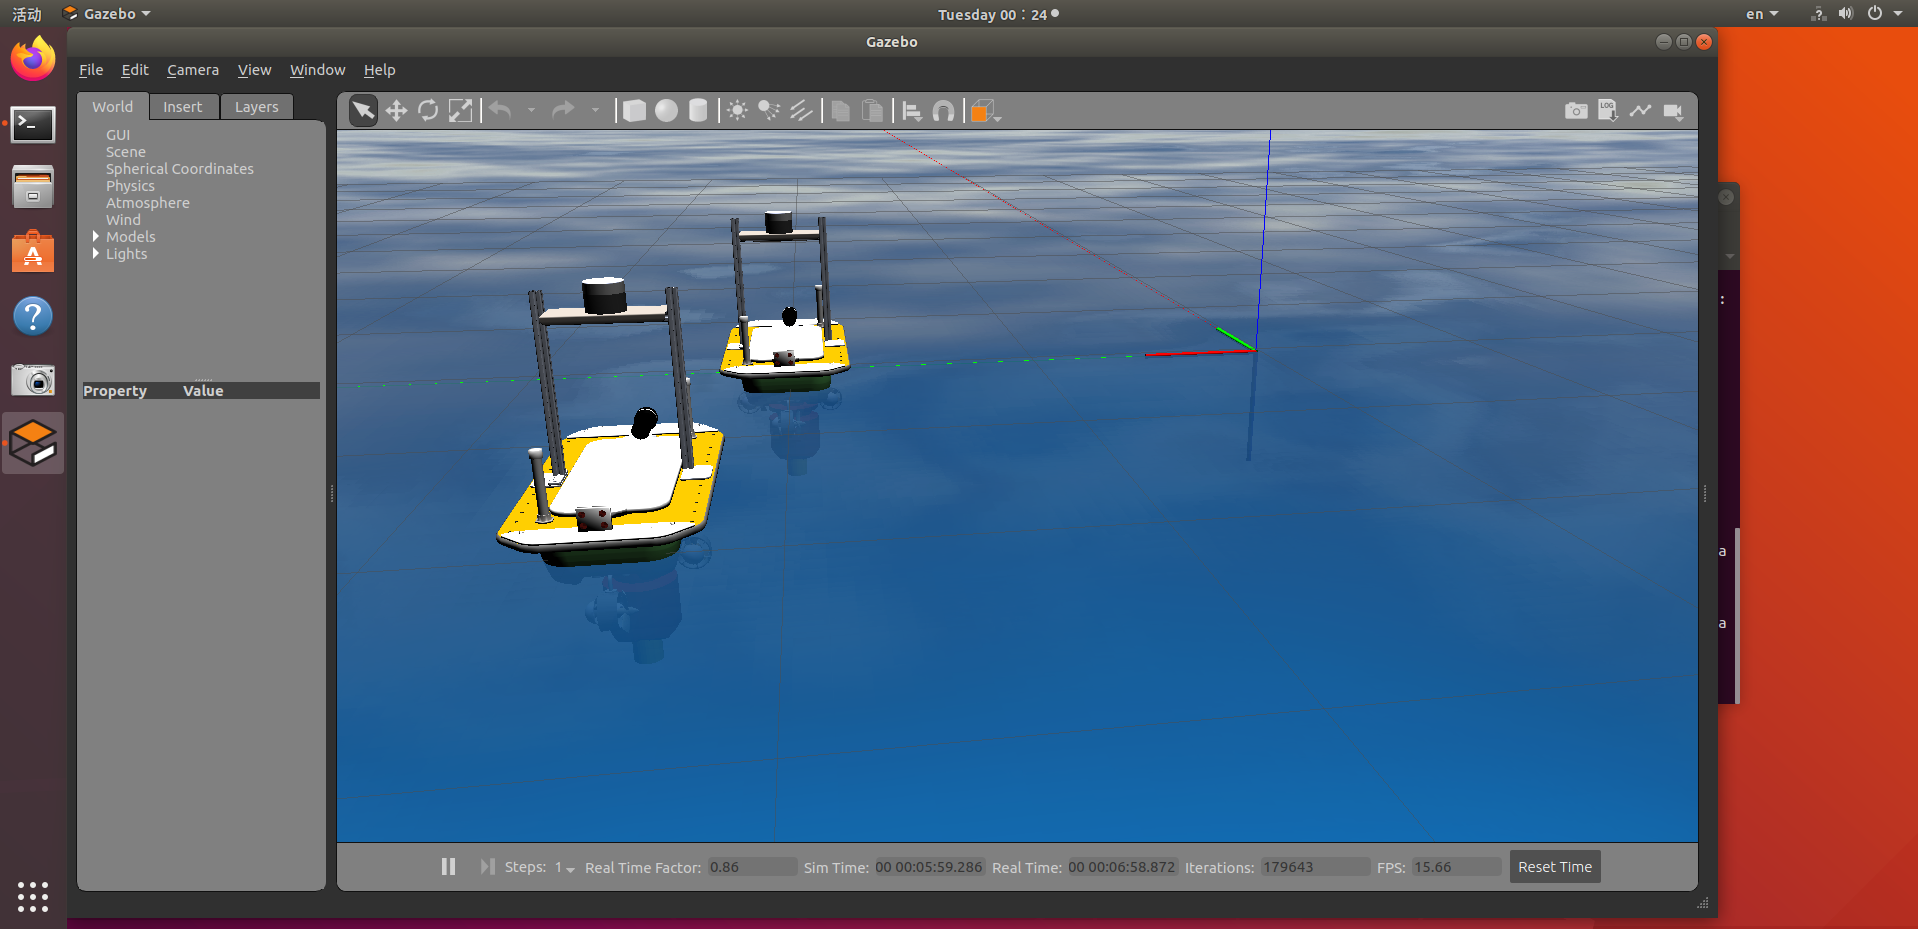 活动 Gazebo Tuesday 00：24 en
Gazebo
File Edit Camera View Window Help
World Insert Layers
GUI
Scene
Spherical Coordinates
Physics
Atmosphere
Wind
Models
Lights
Property Value
LOG
:
a
a
Steps: 1 Real Time Factor: 0.86 Sim Time: 00 00:05:59.286 Real Time: 00 00:06:58.872 Iterations: 179643 FPS: 15.66 Reset Time